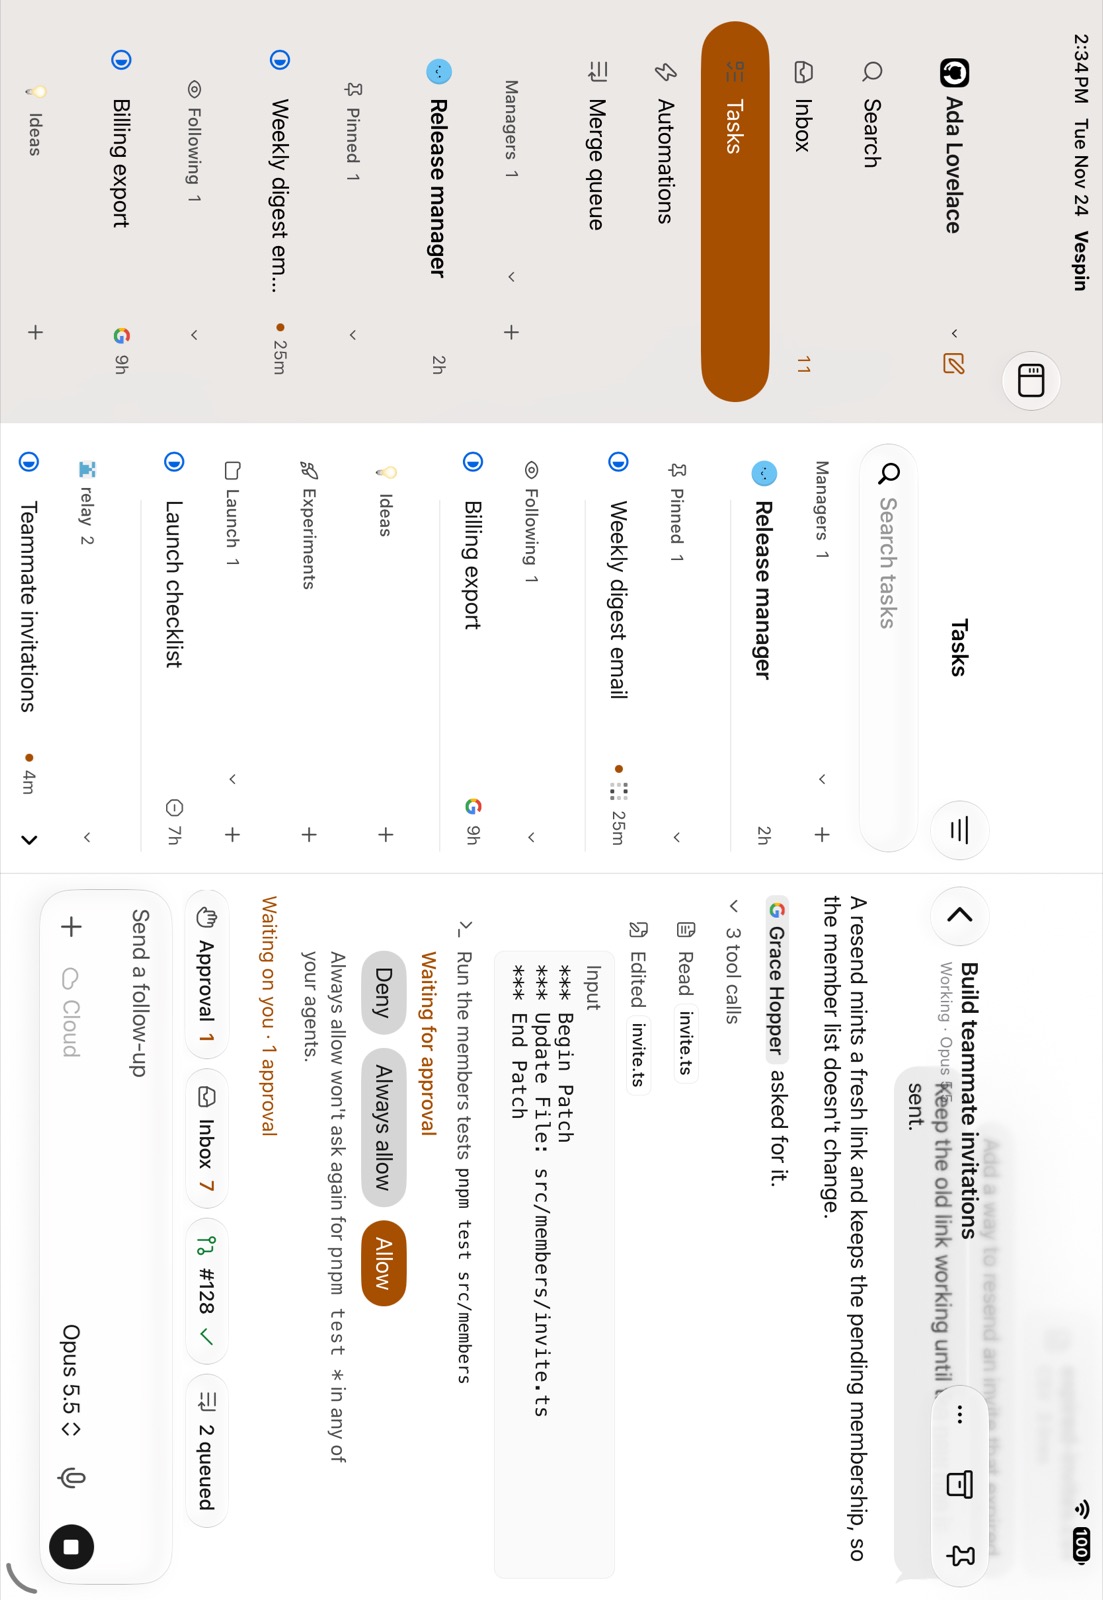 2:34 PM Tue Nov 24 Vespin
100
Ada Lovelace
Search
Inbox 11
Tasks
Automations
Merge queue
Managers 1
Release manager 2h
Pinned 1
Weekly digest em... 25m
Following 1
Billing export 9h
Ideas
Tasks
Search tasks
Managers 1
Release manager 2h
Pinned 1
Weekly digest email 25m
Following 1
Billing export 9h
Ideas
Experiments
Launch 1
Launch checklist 7h
relay 2
Teammate invitations 4m
Add a way to resend an invite that expired
Build teammate invitations
Working · Opus 5.5
Keep the old link working until
sent.
A resend mints a fresh link and keeps the pending membership, so
the member list doesn't change.
Grace Hopper asked for it.
3 tool calls
Read invite.ts
Edited invite.ts
Input
*** Begin Patch
*** Update File: src/members/invite.ts
*** End Patch
Run the members tests pnpm test src/members
Waiting for approval
Deny Always allow Allow
Always allow won't ask again for pnpm test * in any of
your agents.
Waiting on you · 1 approval
Approval 1 Inbox 7 #128 2 queued
Send a follow-up
Cloud Opus 5.5